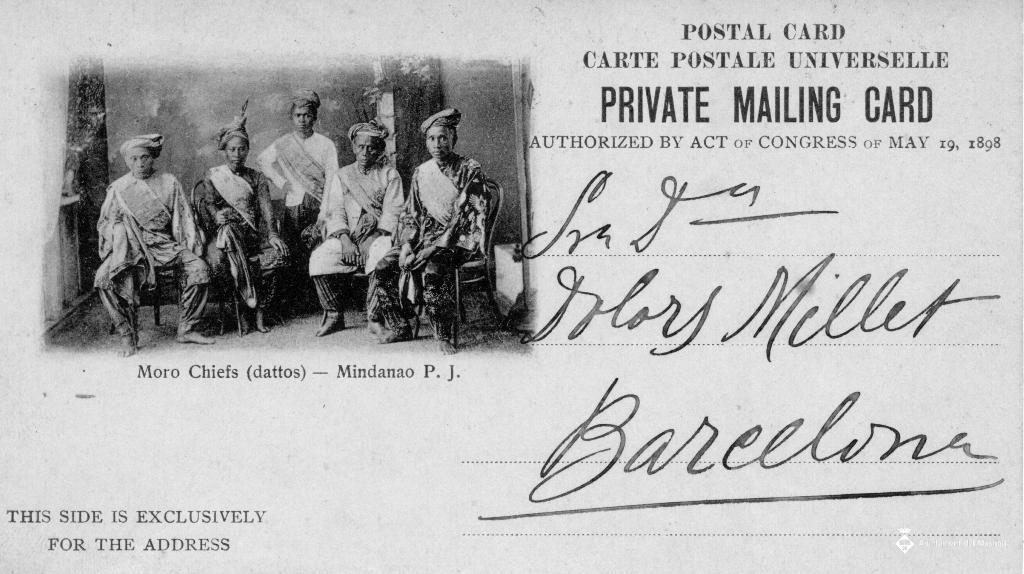 POSTAL CARD
CARTE POSTALE UNIVERSELLE
PRIVATE MAILING CARD
AUTHORIZED BY ACT OF CONGRESS OF MAY 19, 1898
Sra Dña
Dolors Millet
Barcelona
Moro Chiefs (dattos) — Mindanao P. J.
THIS SIDE IS EXCLUSIVELY
FOR THE ADDRESS